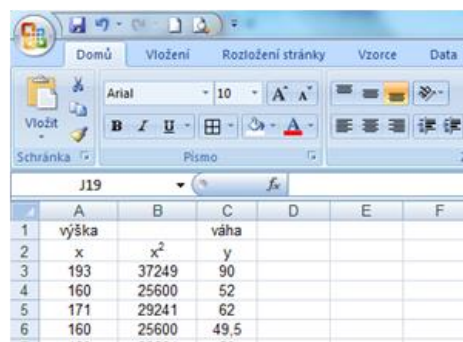 Domů Vložení Rozložení stránky Vzorce Data
Vložit
Arial 10 A A
B I U A
Schránka Písmo
J19 fx
A B C D E F
1 výška váha
2 x x² y
3 193 37249 90
4 160 25600 52
5 171 29241 62
6 160 25600 49,5